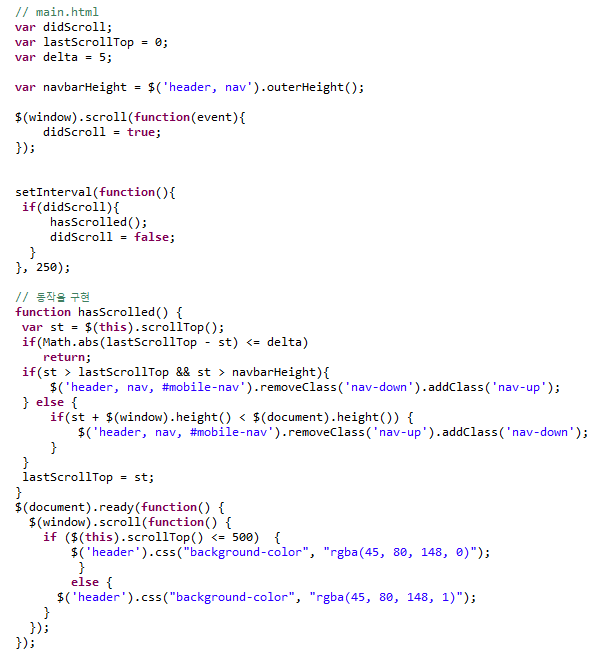 // main.html
var didScroll;
var lastScrollTop = 0;
var delta = 5;
var navbarHeight = $('header, nav').outerHeight();
$(window).scroll(function(event){
didScroll = true;
});
setInterval(function(){
if(didScroll){
hasScrolled();
didScroll = false;
}
}, 250);
// 동작을 구현
function hasScrolled() {
var st = $(this).scrollTop();
if(Math.abs(lastScrollTop - st) <= delta)
return;
if(st > lastScrollTop && st > navbarHeight){
$('header, nav, #mobile-nav').removeClass('nav-down').addClass('nav-up');
} else {
if(st + $(window).height() < $(document).height()) {
$('header, nav, #mobile-nav').removeClass('nav-up').addClass('nav-down');
}
}
lastScrollTop = st;
}
$(document).ready(function() {
$(window).scroll(function() {
if ($(this).scrollTop() <= 500)  {
$('header').css("background-color", "rgba(45, 80, 148, 0)");
}
else {
$('header').css("background-color", "rgba(45, 80, 148, 1)");
}
});
});